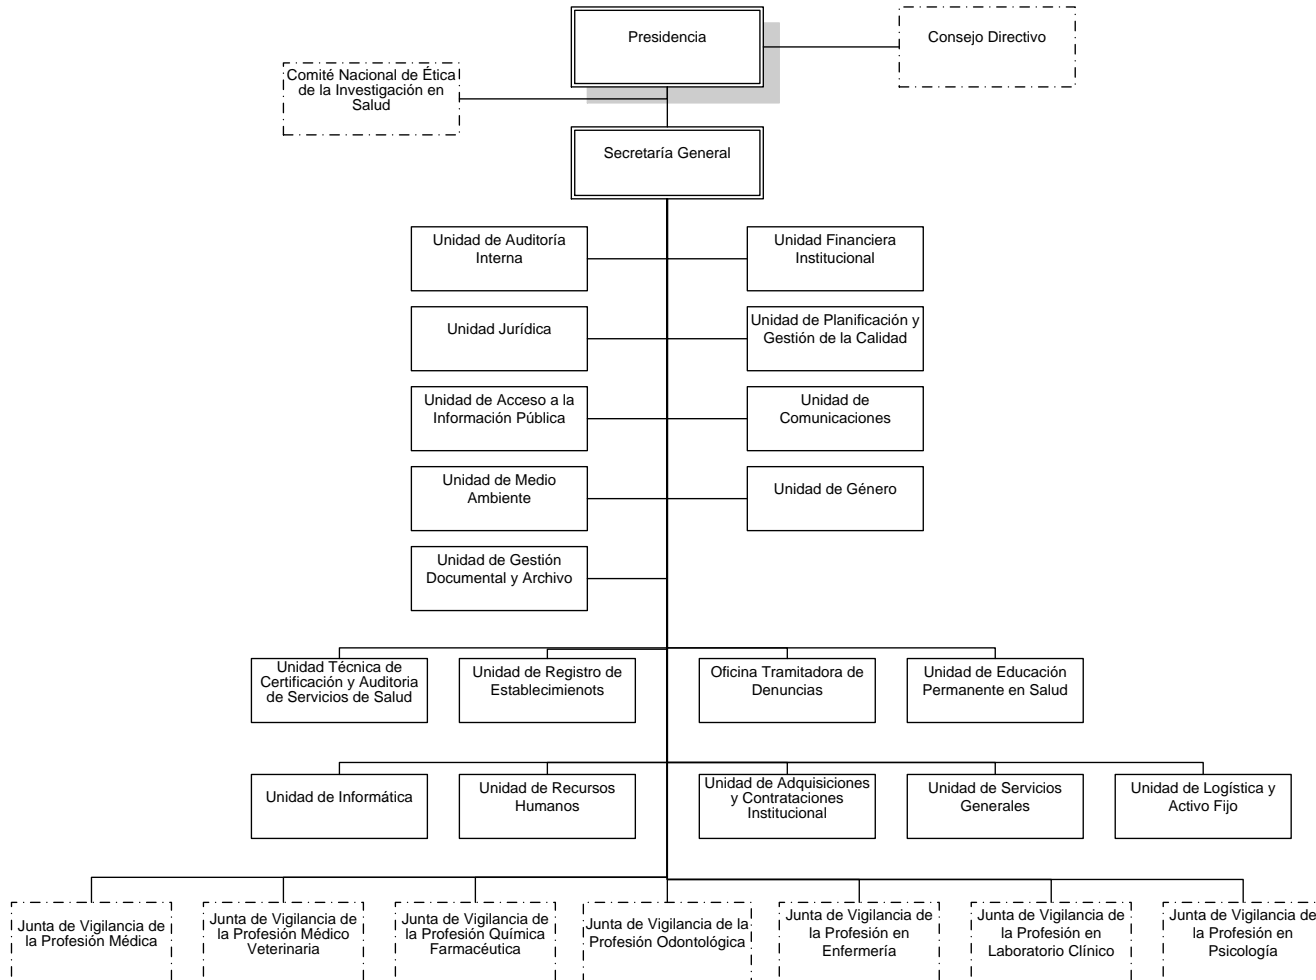 Presidencia
Consejo Directivo
Comité Nacional de Ética
de la Investigación en
Salud
Secretaría General
Unidad de Auditoría
Interna
Unidad Financiera
Institucional
Unidad Jurídica
Unidad de Planificación y
Gestión de la Calidad
Unidad de Acceso a la
Información Pública
Unidad de
Comunicaciones
Unidad de Medio
Ambiente
Unidad de Género
Unidad de Gestión
Documental y Archivo
Unidad Técnica de
Certificación y Auditoria
de Servicios de Salud
Unidad de Registro de
Establecimienots
Oficina Tramitadora de
Denuncias
Unidad de Educación
Permanente en Salud
Unidad de Informática
Unidad de Recursos
Humanos
Unidad de Adquisiciones
y Contrataciones
Institucional
Unidad de Servicios
Generales
Unidad de Logística y
Activo Fijo
Junta de Vigilancia de
la Profesión Médica
Junta de Vigilancia de
la Profesión Médico
Veterinaria
Junta de Vigilancia de
la Profesión Química
Farmacéutica
Junta de Vigilancia de la
Profesión Odontológica
Junta de Vigilancia de
la Profesión en
Enfermería
Junta de Vigilancia de
la Profesión en
Laboratorio Clínico
Junta de Vigilancia de
la Profesión en
Psicología